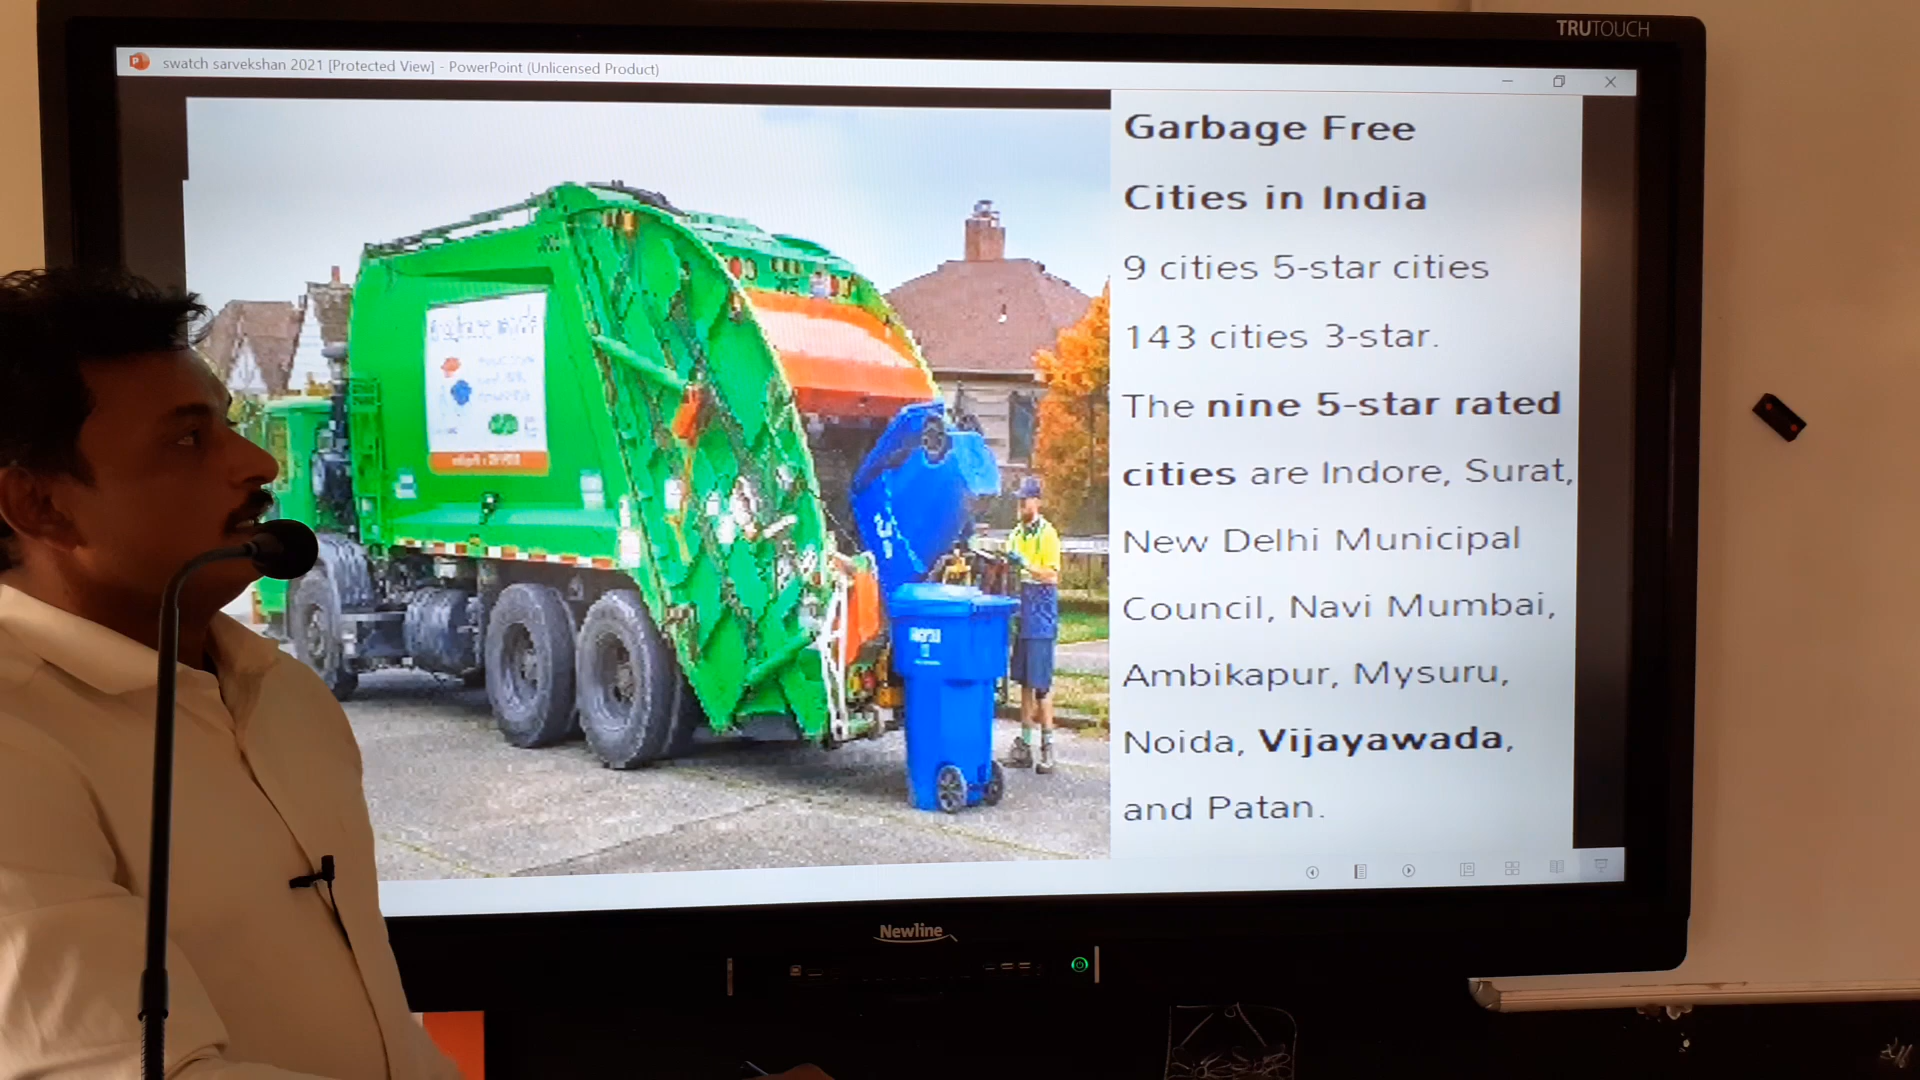 TRUTOUCH
swatch sarvekshan 2021 [Protected View] - PowerPoint (Unlicensed Product)
Garbage Free
Cities in India
9 cities 5-star cities
143 cities 3-star.
The nine 5-star rated
cities are Indore, Surat,
New Delhi Municipal
Council, Navi Mumbai,
Ambikapur, Mysuru,
Noida, Vijayawada,
and Patan.
Newline